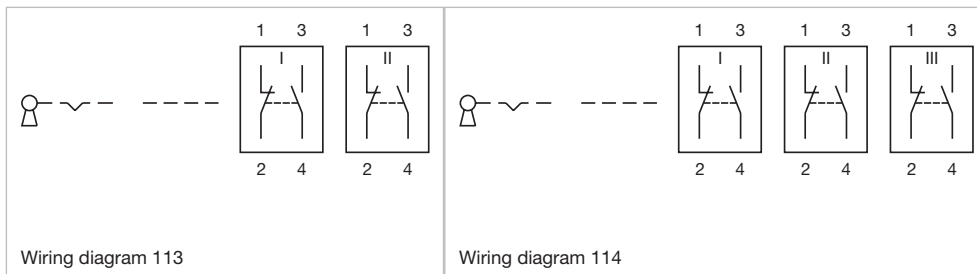 1 3 1 3
I II
2 4 2 4
Wiring diagram 113
1 3 1 3 1 3
I II III
2 4 2 4 2 4
Wiring diagram 114